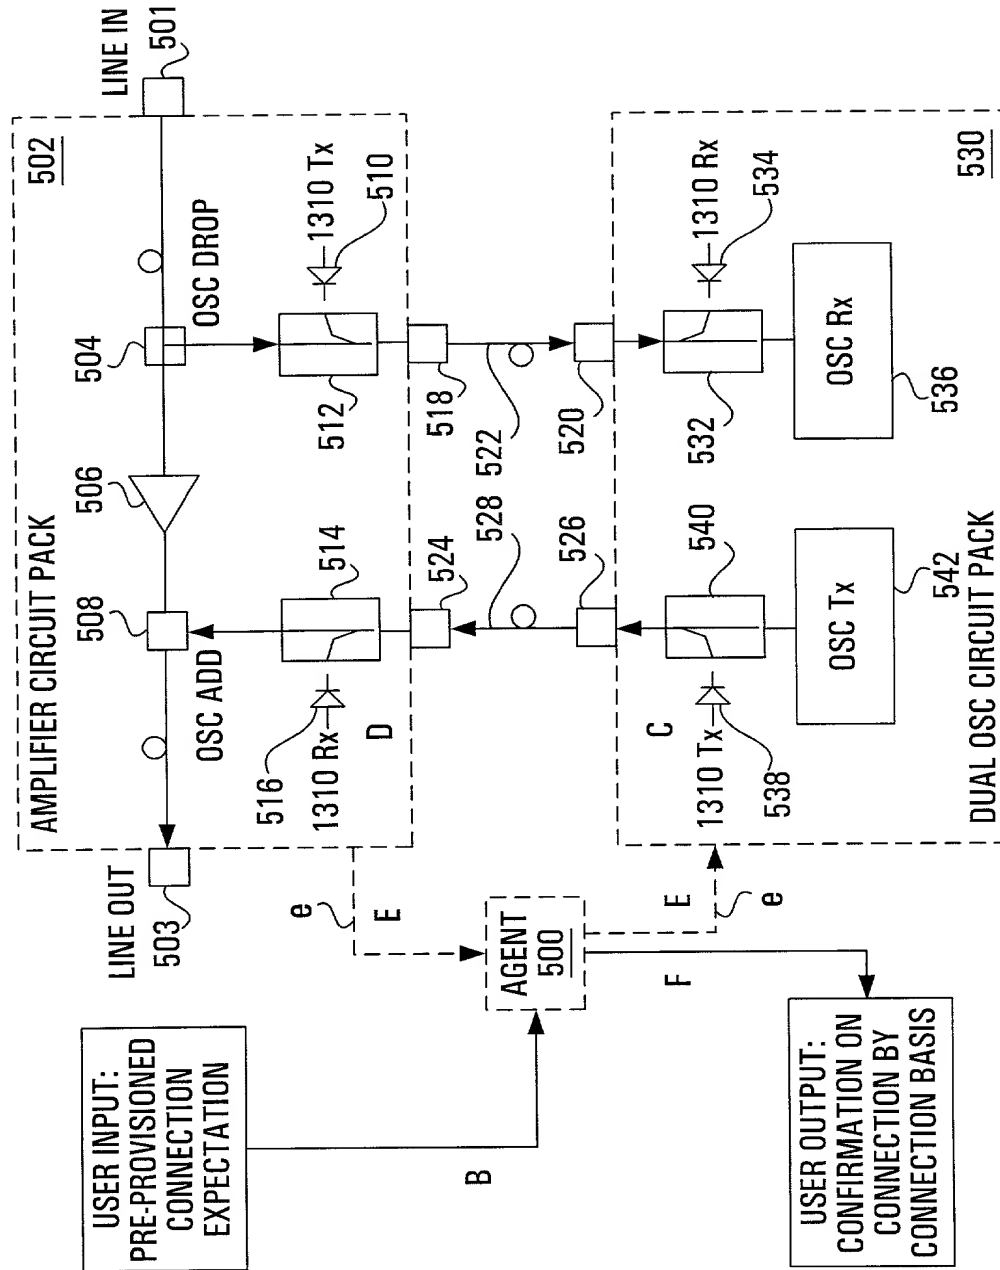 LINE IN
501
502
AMPLIFIER CIRCUIT PACK
504
OSC DROP
506
508
OSC ADD
LINE OUT
503
1310 Tx
510
512
514
516
1310 Rx
D
518
522
520
524
528
526
530
DUAL OSC CIRCUIT PACK
1310 Rx
534
532
OSC Rx
536
540
C
1310 Tx
538
OSC Tx
542
e
E
AGENT
500
E
e
F
B
USER INPUT:
PRE-PROVISIONED
CONNECTION
EXPECTATION
USER OUTPUT:
CONFIRMATION ON
CONNECTION BY
CONNECTION BASIS